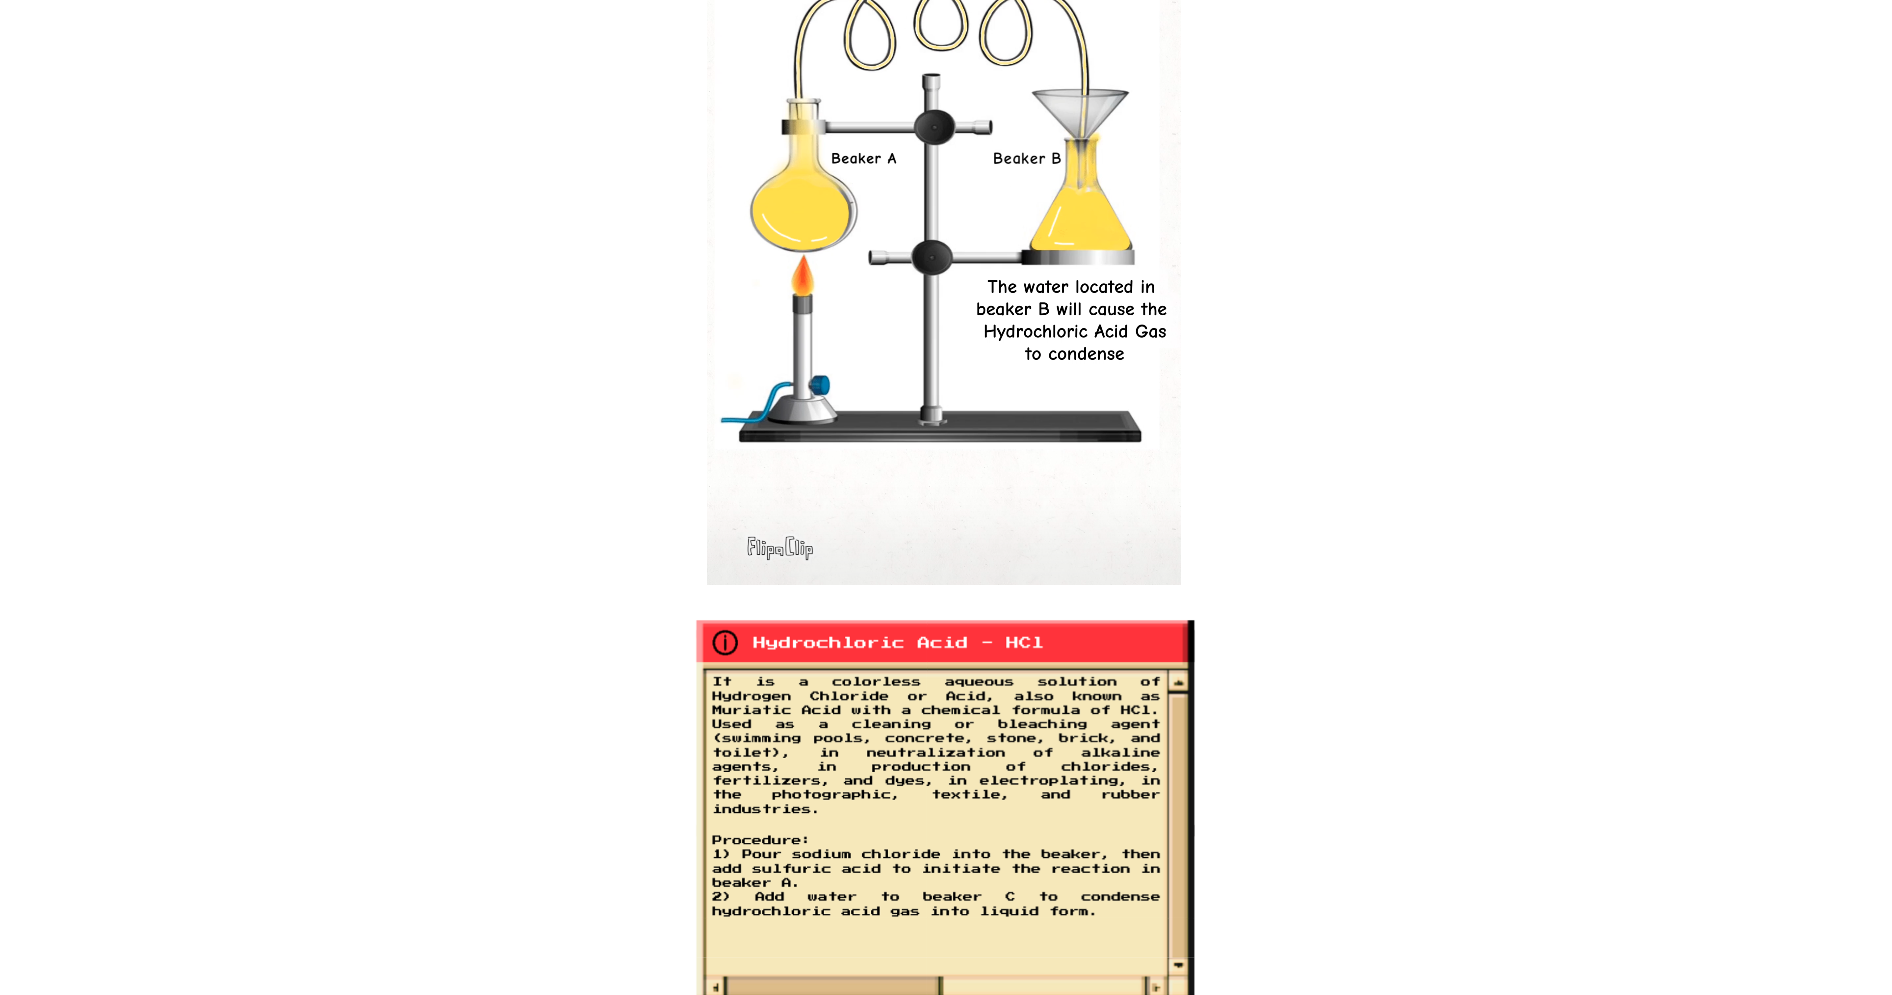 Beaker A
Beaker B
The water located in
beaker B will cause the
Hydrochloric Acid Gas
to condense
FlipaClip
Hydrochloric Acid - HCl
It is a colorless aqueous solution of
Hydrogen Chloride or Acid, also known as
Muriatic Acid with a chemical formula of HCl.
Used as a cleaning or bleaching agent
(swimming pools, concrete, stone, brick, and
toilet), in neutralization of alkaline
agents, in production of chlorides,
fertilizers, and dyes, in electroplating, in
the photographic, textile, and rubber
industries.
Procedure:
1) Pour sodium chloride into the beaker, then
add sulfuric acid to initiate the reaction in
beaker A.
2) Add water to beaker C to condense
hydrochloric acid gas into liquid form.